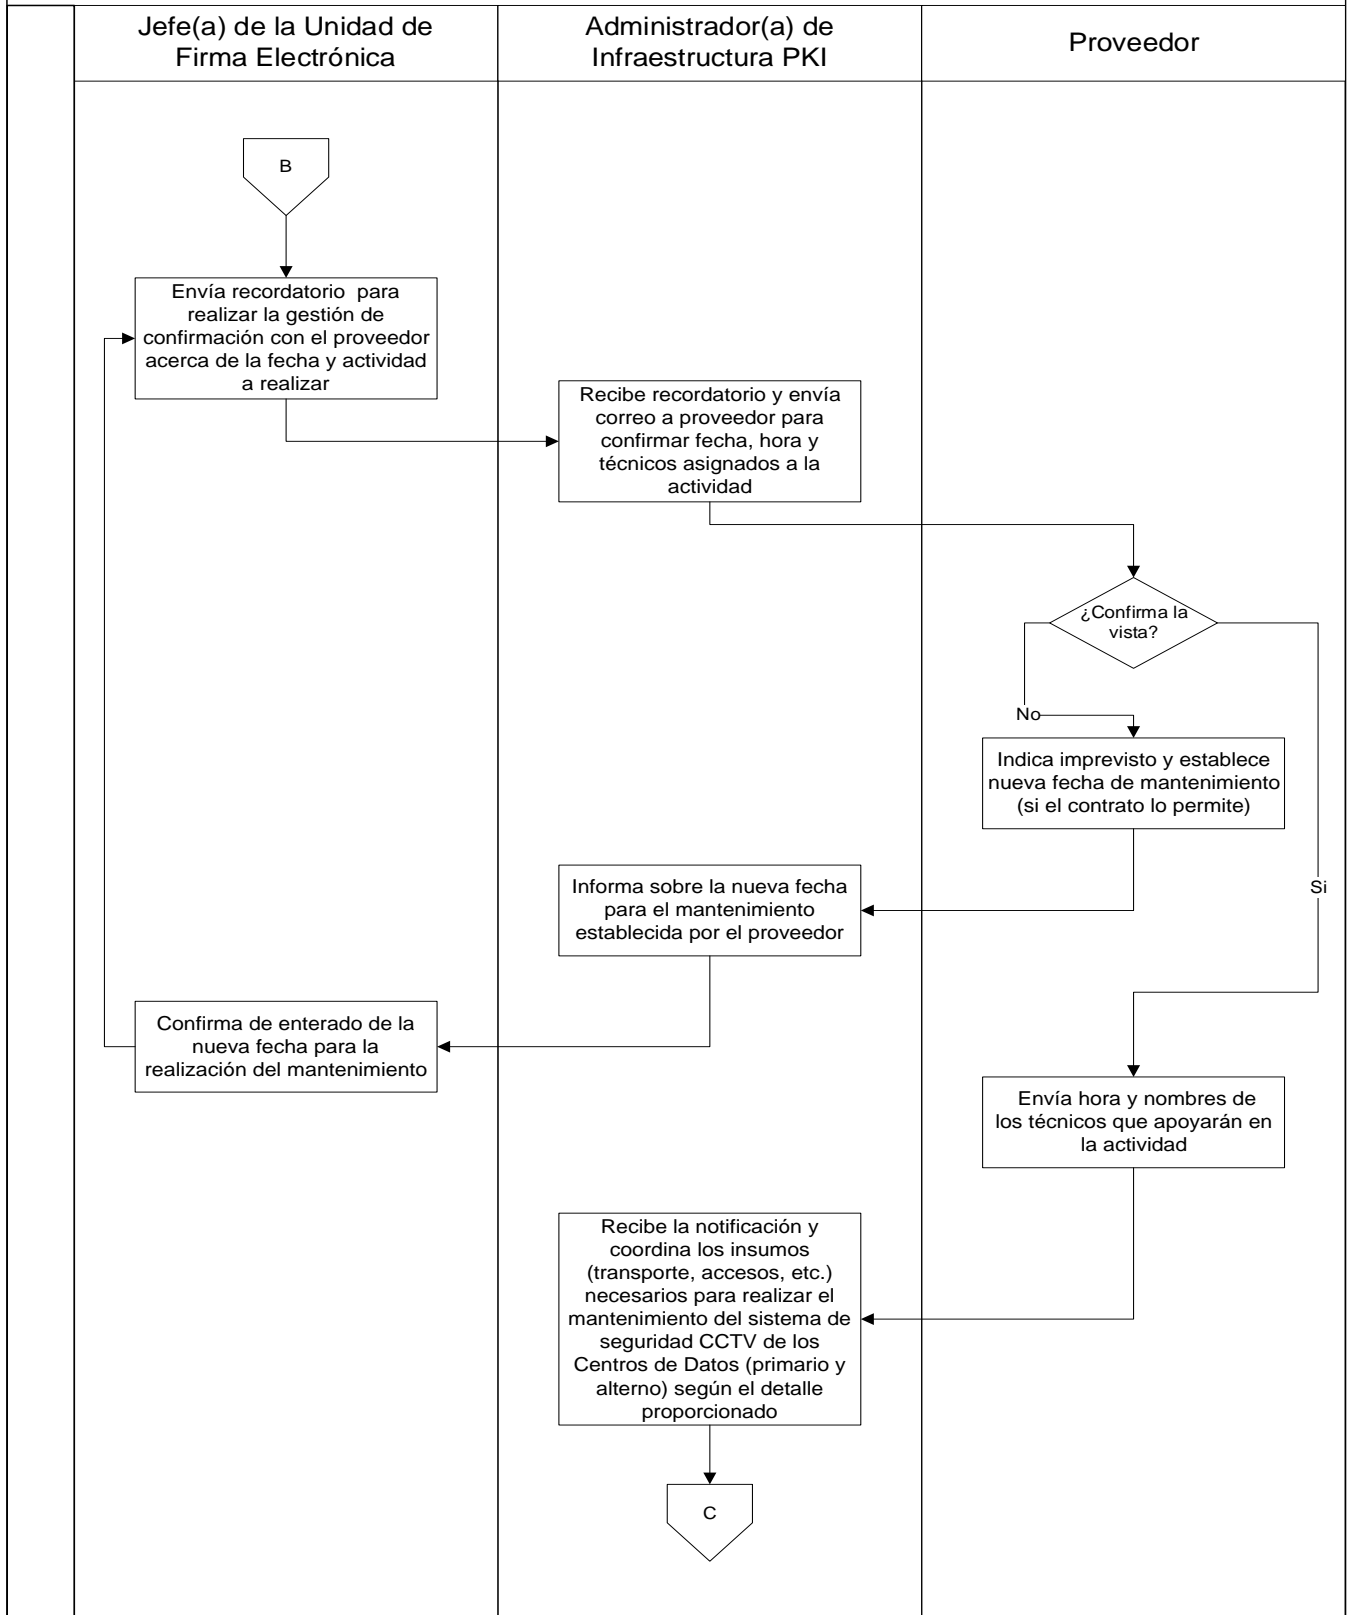 Jefe(a) de la Unidad de
Firma Electrónica
Administrador(a) de
Infraestructura PKI
Proveedor
B
Envía recordatorio para
realizar la gestión de
confirmación con el proveedor
acerca de la fecha y actividad
a realizar
Recibe recordatorio y envía
correo a proveedor para
confirmar fecha, hora y
técnicos asignados a la
actividad
¿Confirma la
vista?
No
Indica imprevisto y establece
nueva fecha de mantenimiento
(si el contrato lo permite)
Si
Informa sobre la nueva fecha
para el mantenimiento
establecida por el proveedor
Confirma de enterado de la
nueva fecha para la
realización del mantenimiento
Envía hora y nombres de
los técnicos que apoyarán en
la actividad
Recibe la notificación y
coordina los insumos
(transporte, accesos, etc.)
necesarios para realizar el
mantenimiento del sistema de
seguridad CCTV de los
Centros de Datos (primario y
alterno) según el detalle
proporcionado
C